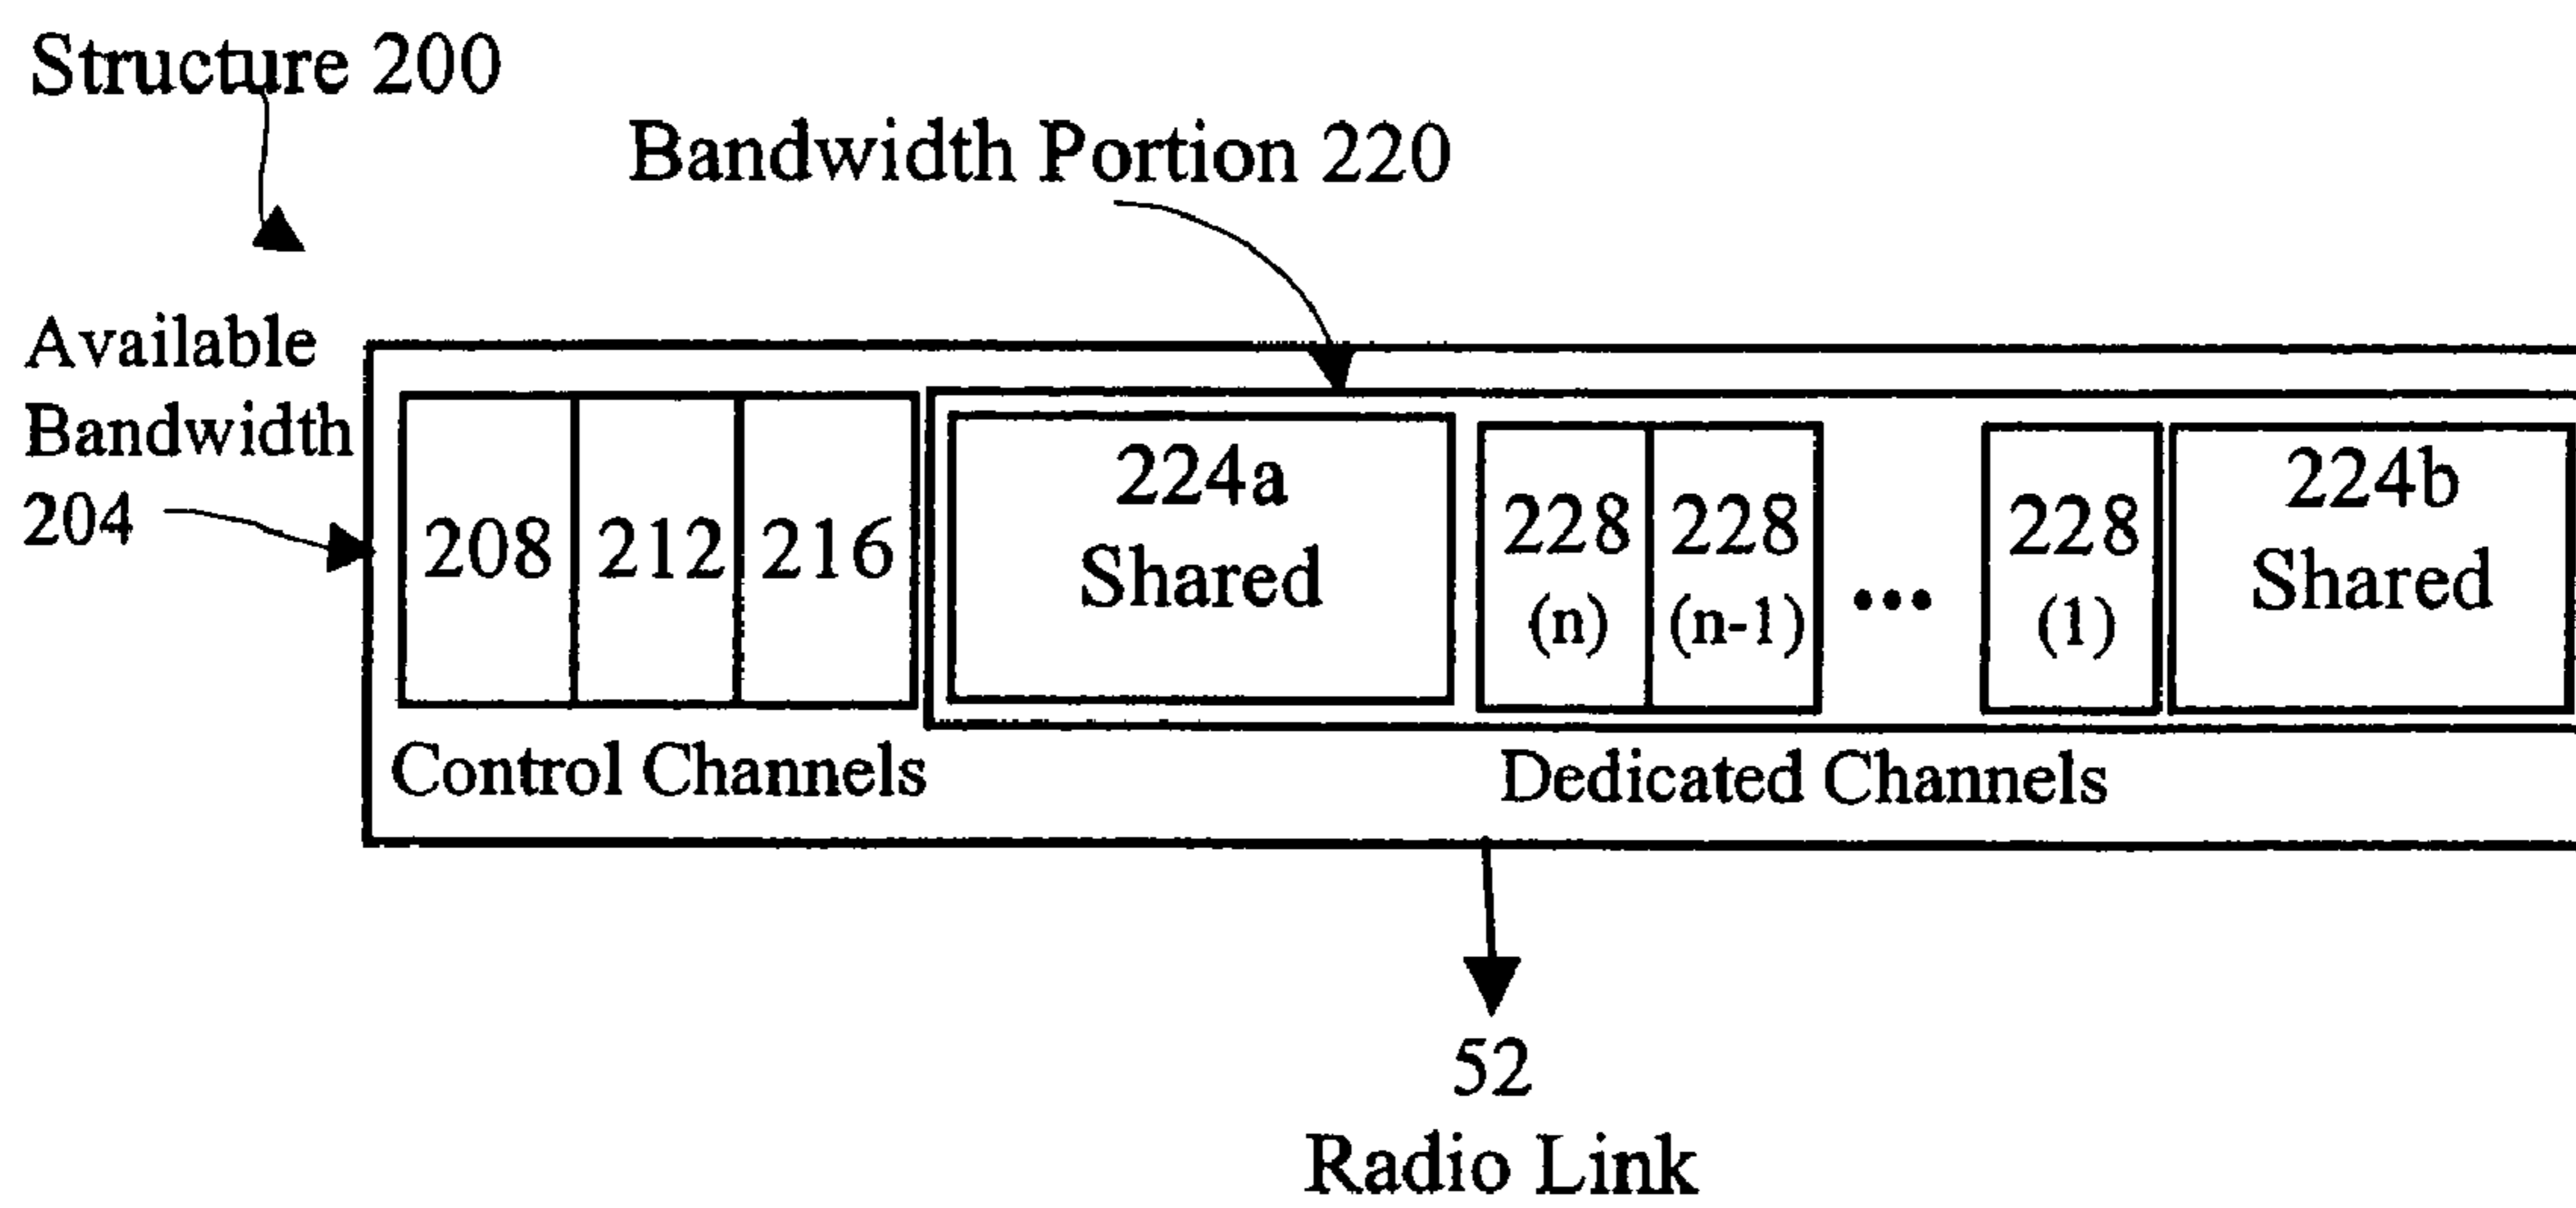 Structure 200
Bandwidth Portion 220
Available
Bandwidth
204
208 212 216
224a
Shared
228 228 ... 228
(n) (n-1) (1)
224b
Shared
Control Channels
Dedicated Channels
52
Radio Link